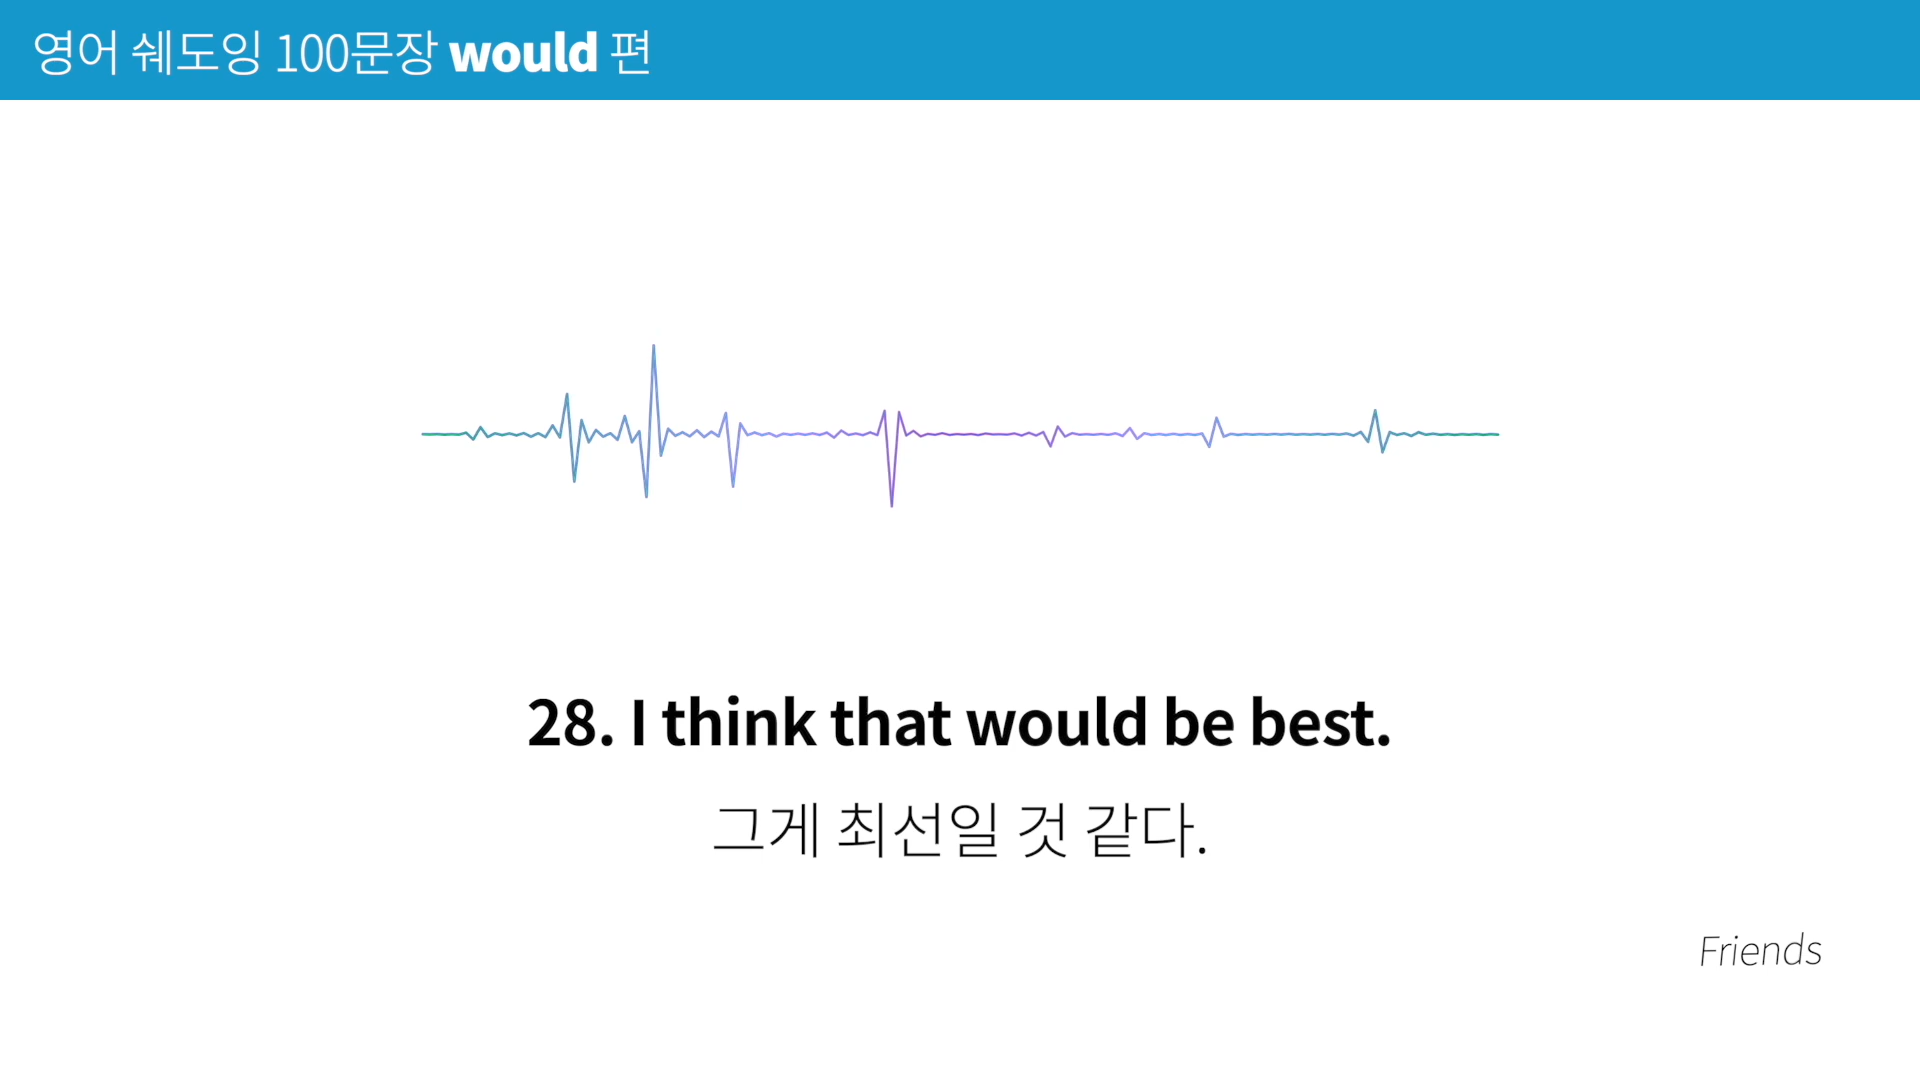 영어 쉐도잉 100문장 would 편
28. I think that would be best.
그게 최선일 것 같다.
Friends